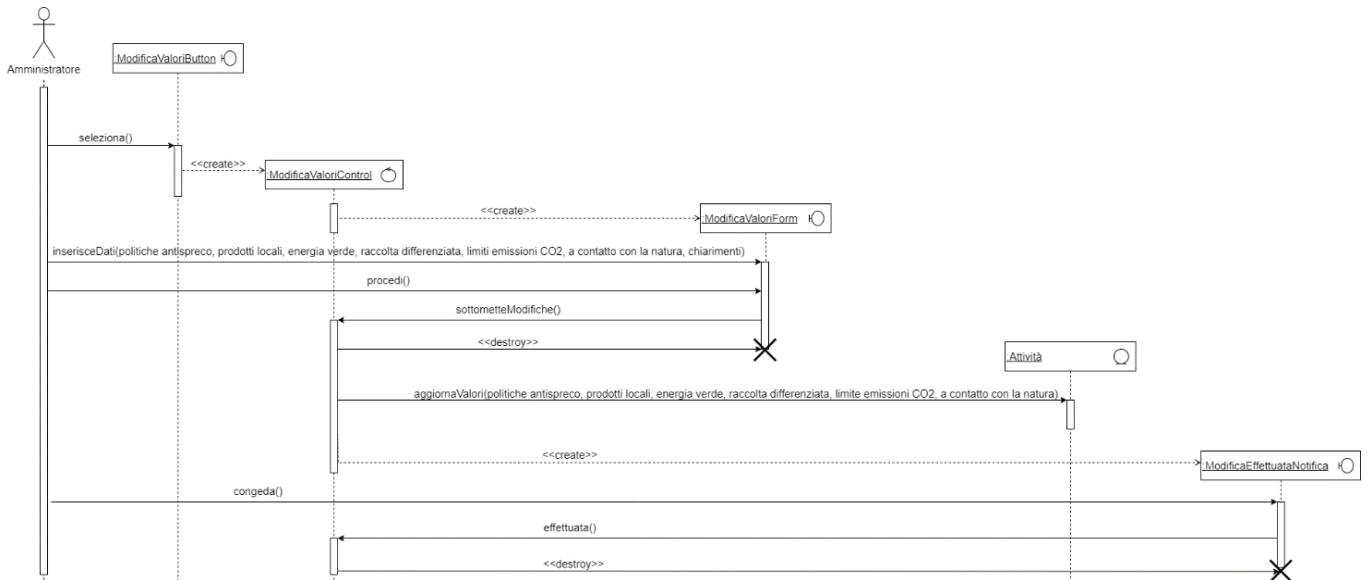 :ModificaValoriButton
Amministratore
seleziona()
<<create>>
:ModificaValoriControl
<<create>>
:ModificaValoriForm
inserisceDati(politiche antispreco, prodotti locali, energia verde, raccolta differenziata, limiti emissioni CO2, a contatto con la natura, chiarimenti)
procedi()
sottometteModifiche()
<<destroy>>
:Attività
aggiornaValori(politiche antispreco, prodotti locali, energia verde, raccolta differenziata, limite emissioni CO2, a contatto con la natura)
<<create>>
:ModificaEffettuataNotifica
congeda()
effettuata()
<<destroy>>